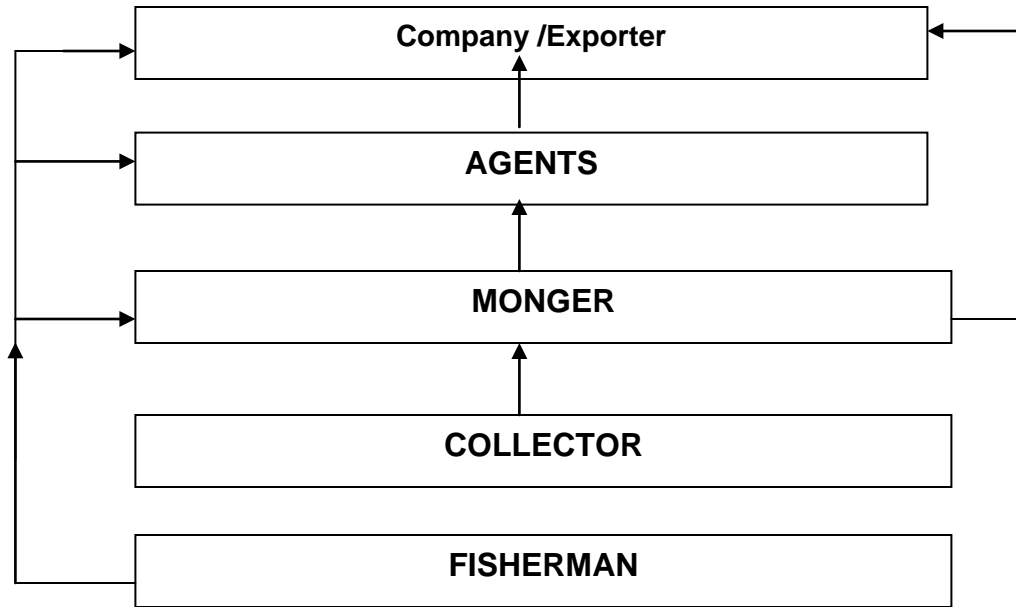 Company /Exporter
AGENTS
MONGER
COLLECTOR
FISHERMAN